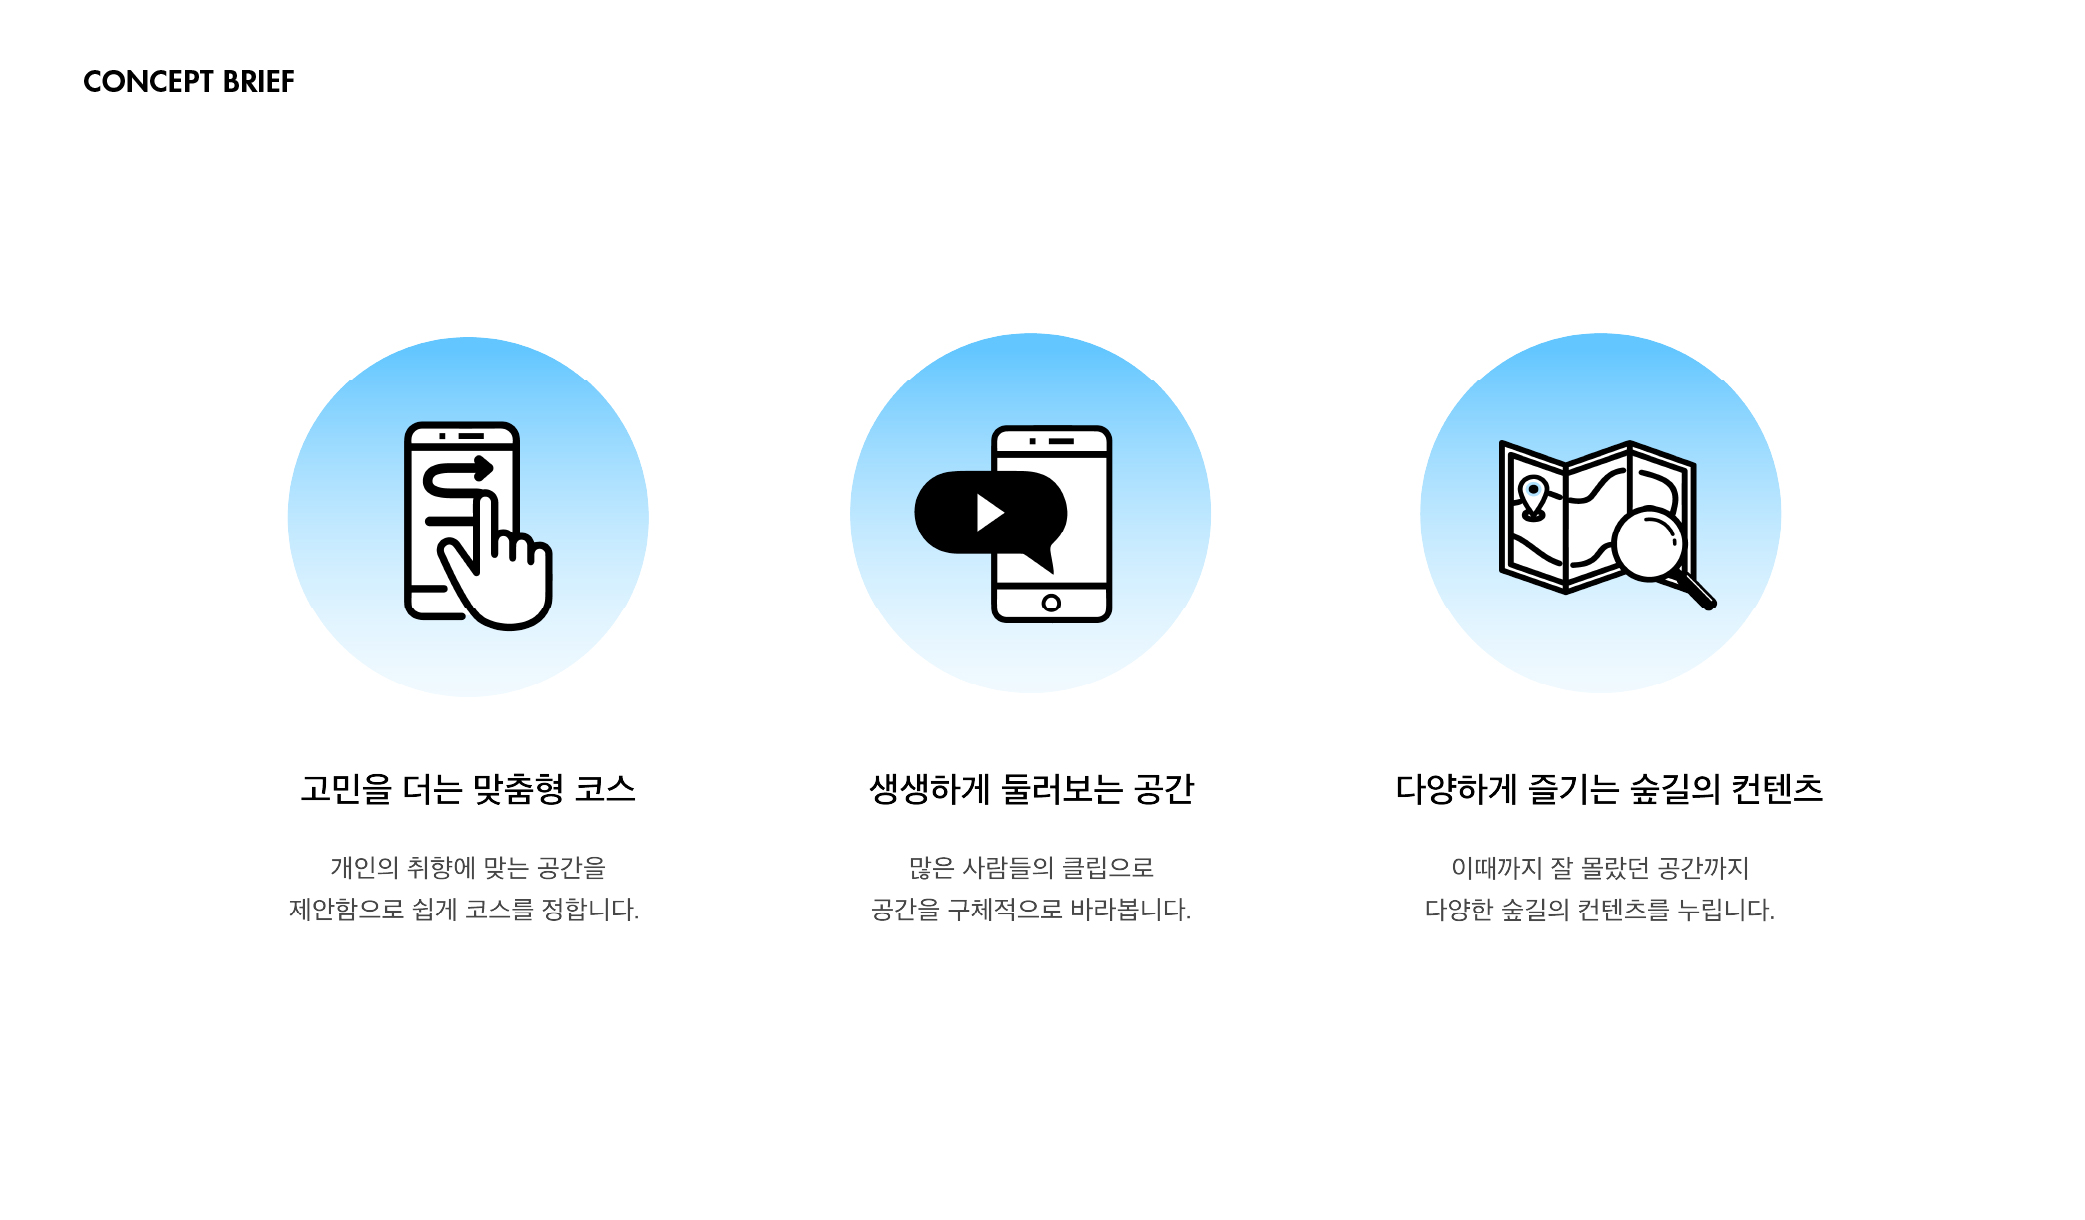 CONCEPT BRIEF
고민을 더는 맞춤형 코스
개인의 취향에 맞는 공간을
제안함으로 쉽게 코스를 정합니다.
생생하게 둘러보는 공간
많은 사람들의 클립으로
공간을 구체적으로 바라봅니다.
다양하게 즐기는 숲길의 컨텐츠
이때까지 잘 몰랐던 공간까지
다양한 숲길의 컨텐츠를 누립니다.